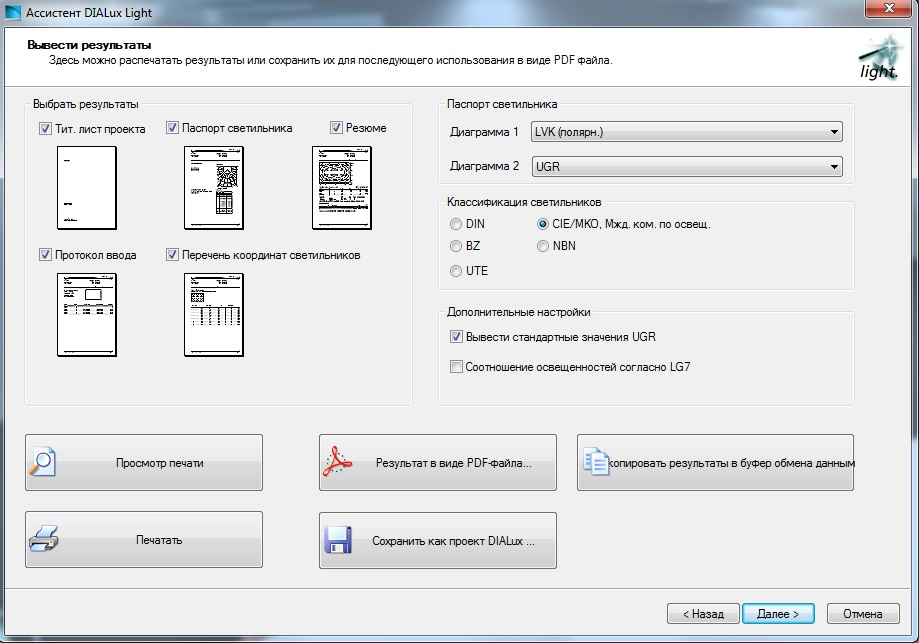 Ассистент DIALux Light
Вывести результаты
Здесь можно распечатать результаты или сохранить их для последующего использования в виде PDF файла.
light.
Выбрать результаты
Тит. лист проекта
Паспорт светильника
Резюме
Протокол ввода
Перечень координат светильников
Паспорт светильника
Диаграмма 1
LVK (полярн.)
Диаграмма 2
UGR
Классификация светильников
DIN
CIE/МКО, Мжд. ком. по освещ.
BZ
NBN
UTE
Дополнительные настройки
Вывести стандартные значения UGR
Соотношение освещенностей согласно LG7
Просмотр печати
Результат в виде PDF-Файла...
копировать результаты в буфер обмена данным
Печатать
Сохранить как проект DIALux ...
< Назад
Далее >
Отмена